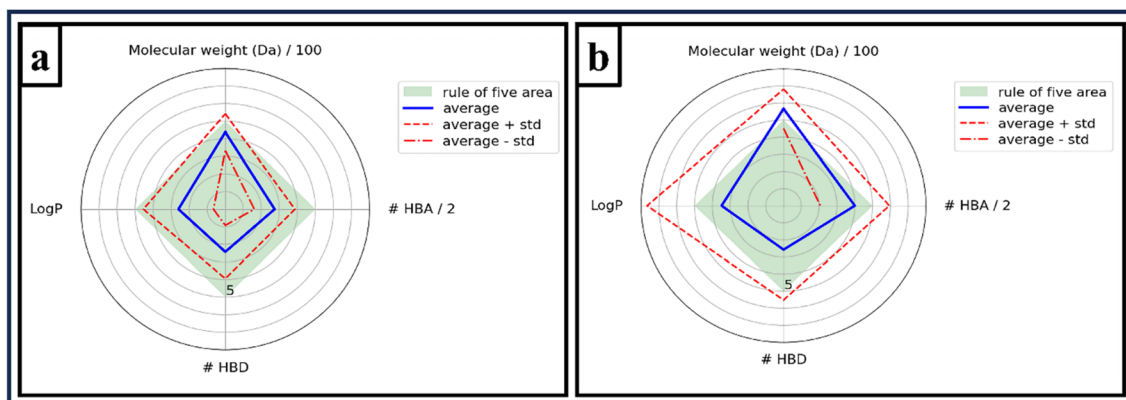 a
Molecular weight (Da) / 100
rule of five area
average
average + std
average - std
LogP
# HBA / 2
5
# HBD
b
Molecular weight (Da) / 100
rule of five area
average
average + std
average - std
LogP
# HBA / 2
5
# HBD